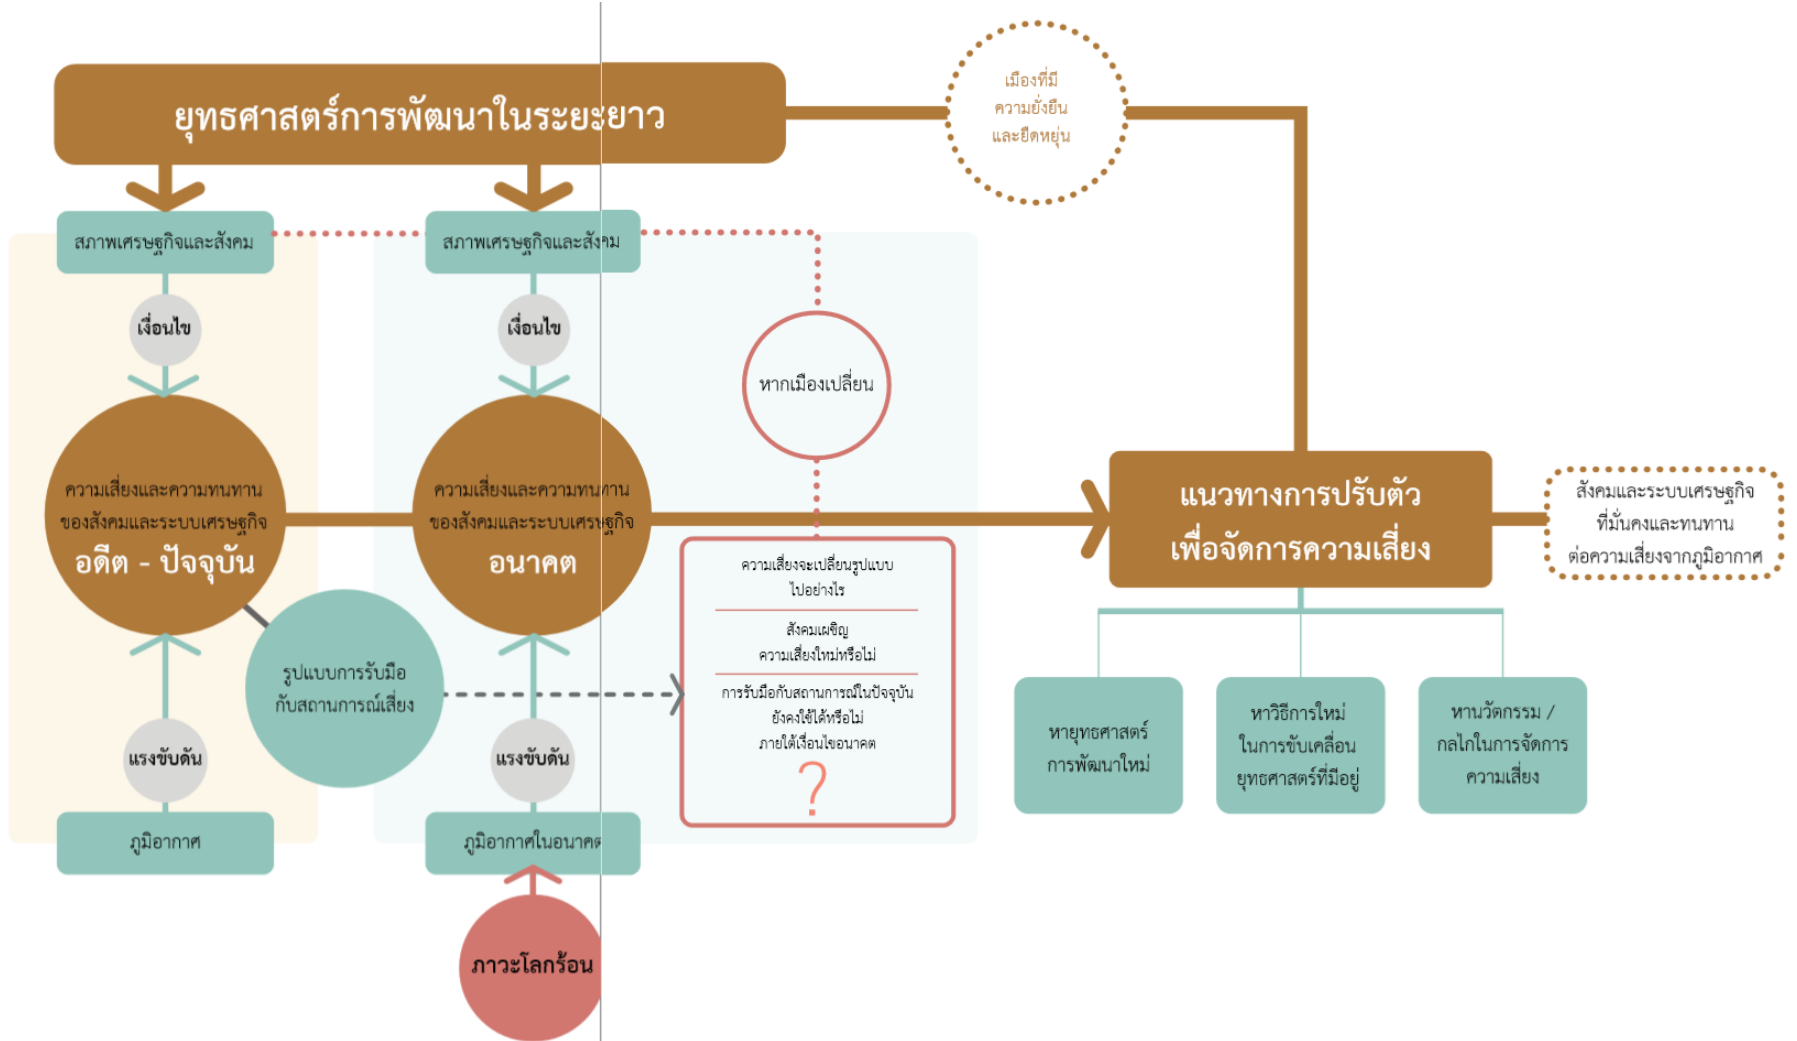 ยุทธศาสตร์การพัฒนาในระยะยาว
เมืองที่มี
ความยั่งยืน
และยืดหยุ่น
สภาพเศรษฐกิจและสังคม
สภาพเศรษฐกิจและสังคม
เงื่อนไข
เงื่อนไข
หากเมืองเปลี่ยน
ความเสี่ยงและความทนทาน
ของสังคมและระบบเศรษฐกิจ
อดีต - ปัจจุบัน
ความเสี่ยงและความทนทาน
ของสังคมและระบบเศรษฐกิจ
อนาคต
แนวทางการปรับตัว
เพื่อจัดการความเสี่ยง
สังคมและระบบเศรษฐกิจ
ที่มั่นคงและทนทาน
ต่อความเสี่ยงจากภูมิอากาศ
ความเสี่ยงจะเปลี่ยนรูปแบบ
ไปอย่างไร
สังคมเผชิญ
ความเสี่ยงใหม่หรือไม่
การรับมือกับสถานการณ์ในปัจจุบัน
ยังคงใช้ได้หรือไม่
ภายใต้เงื่อนไขอนาคต
?
รูปแบบการรับมือ
กับสถานการณ์เสี่ยง
แรงขับดัน
แรงขับดัน
หายุทธศาสตร์
การพัฒนาใหม่
หาวิธีการใหม่
ในการขับเคลื่อน
ยุทธศาสตร์ที่มีอยู่
หานวัตกรรม /
กลไกในการจัดการ
ความเสี่ยง
ภูมิอากาศ
ภูมิอากาศในอนาคต
ภาวะโลกร้อน